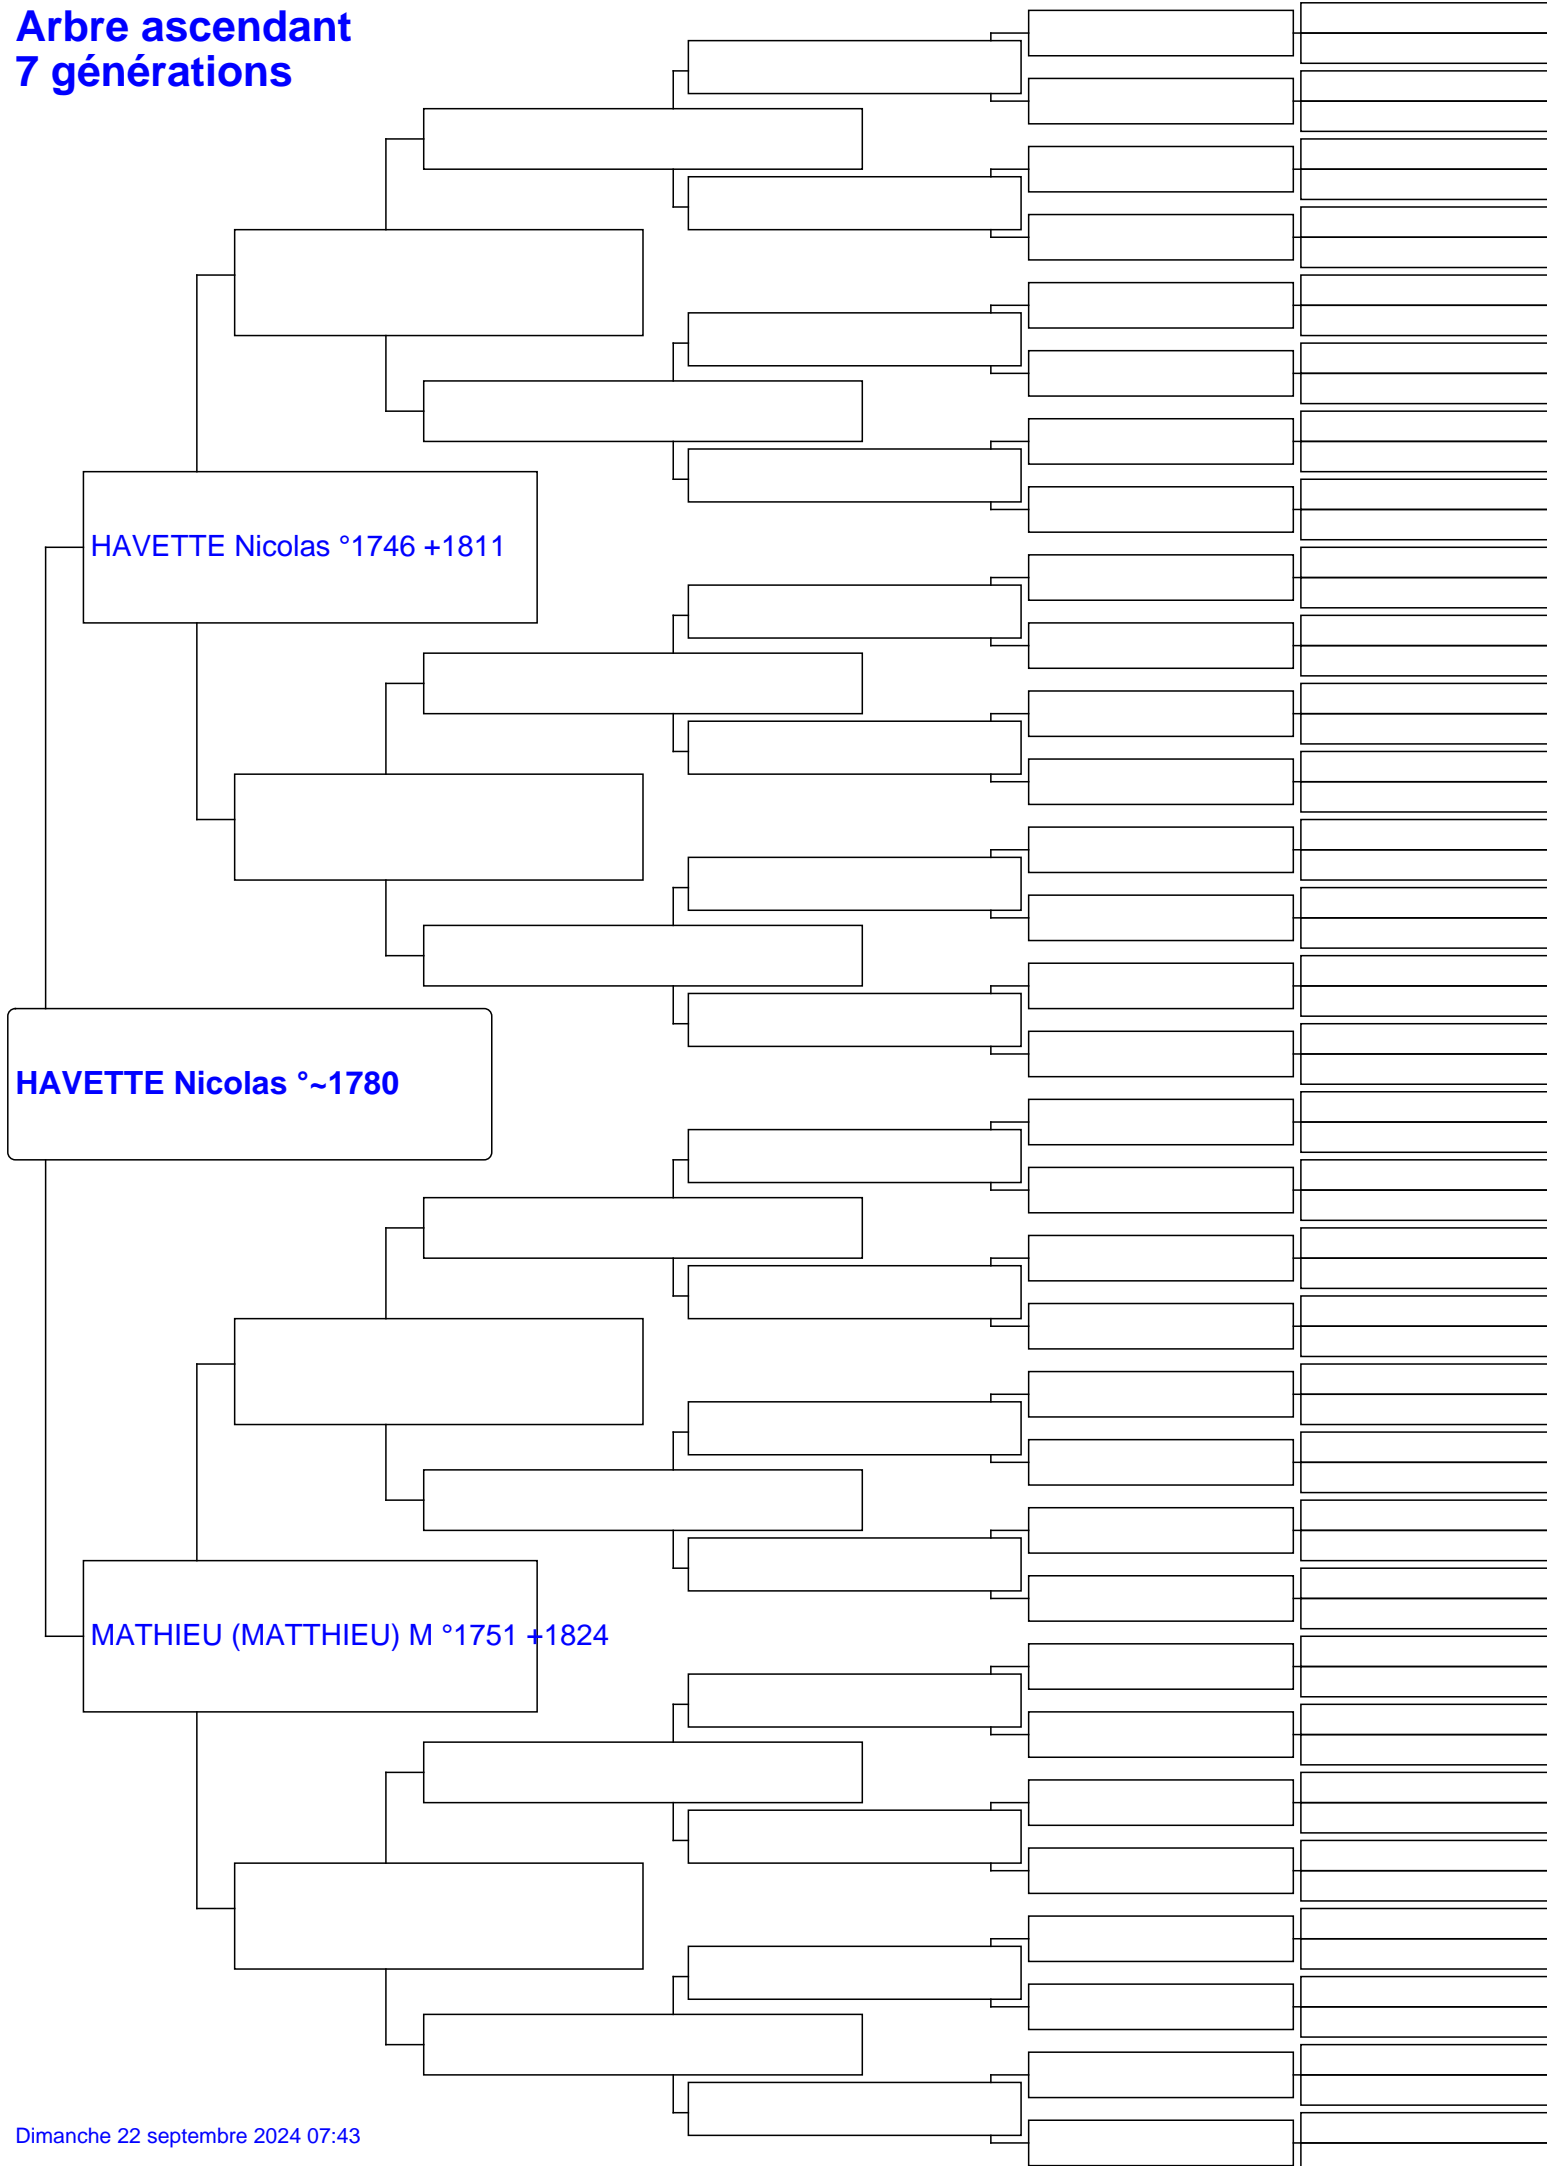 Arbre ascendant
7 générations
HAVETTE Nicolas °1746 +1811
HAVETTE Nicolas °~1780
MATHIEU (MATTHIEU) M °1751 +1824
Dimanche 22 septembre 2024 07:43